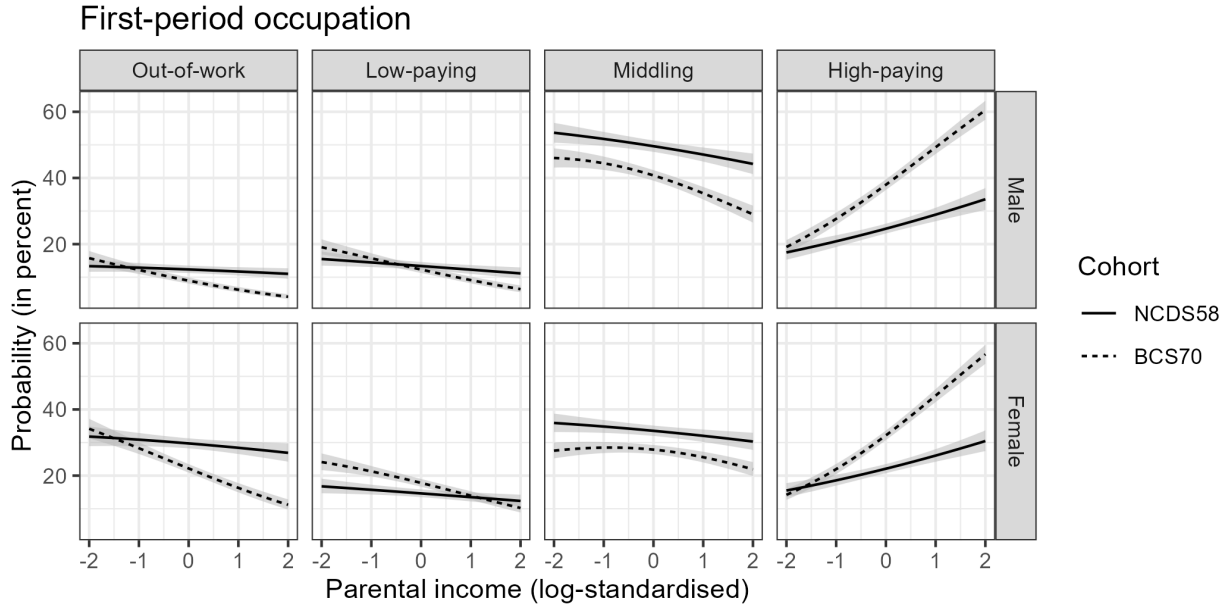 First-period occupation
Out-of-work Low-paying Middling High-paying
60
40
20
Male
60
40
20
Female
Probability (in percent)
-2 -1 0 1 2 -2 -1 0 1 2 -2 -1 0 1 2 -2 -1 0 1 2
Parental income (log-standardised)
Cohort
NCDS58
BCS70